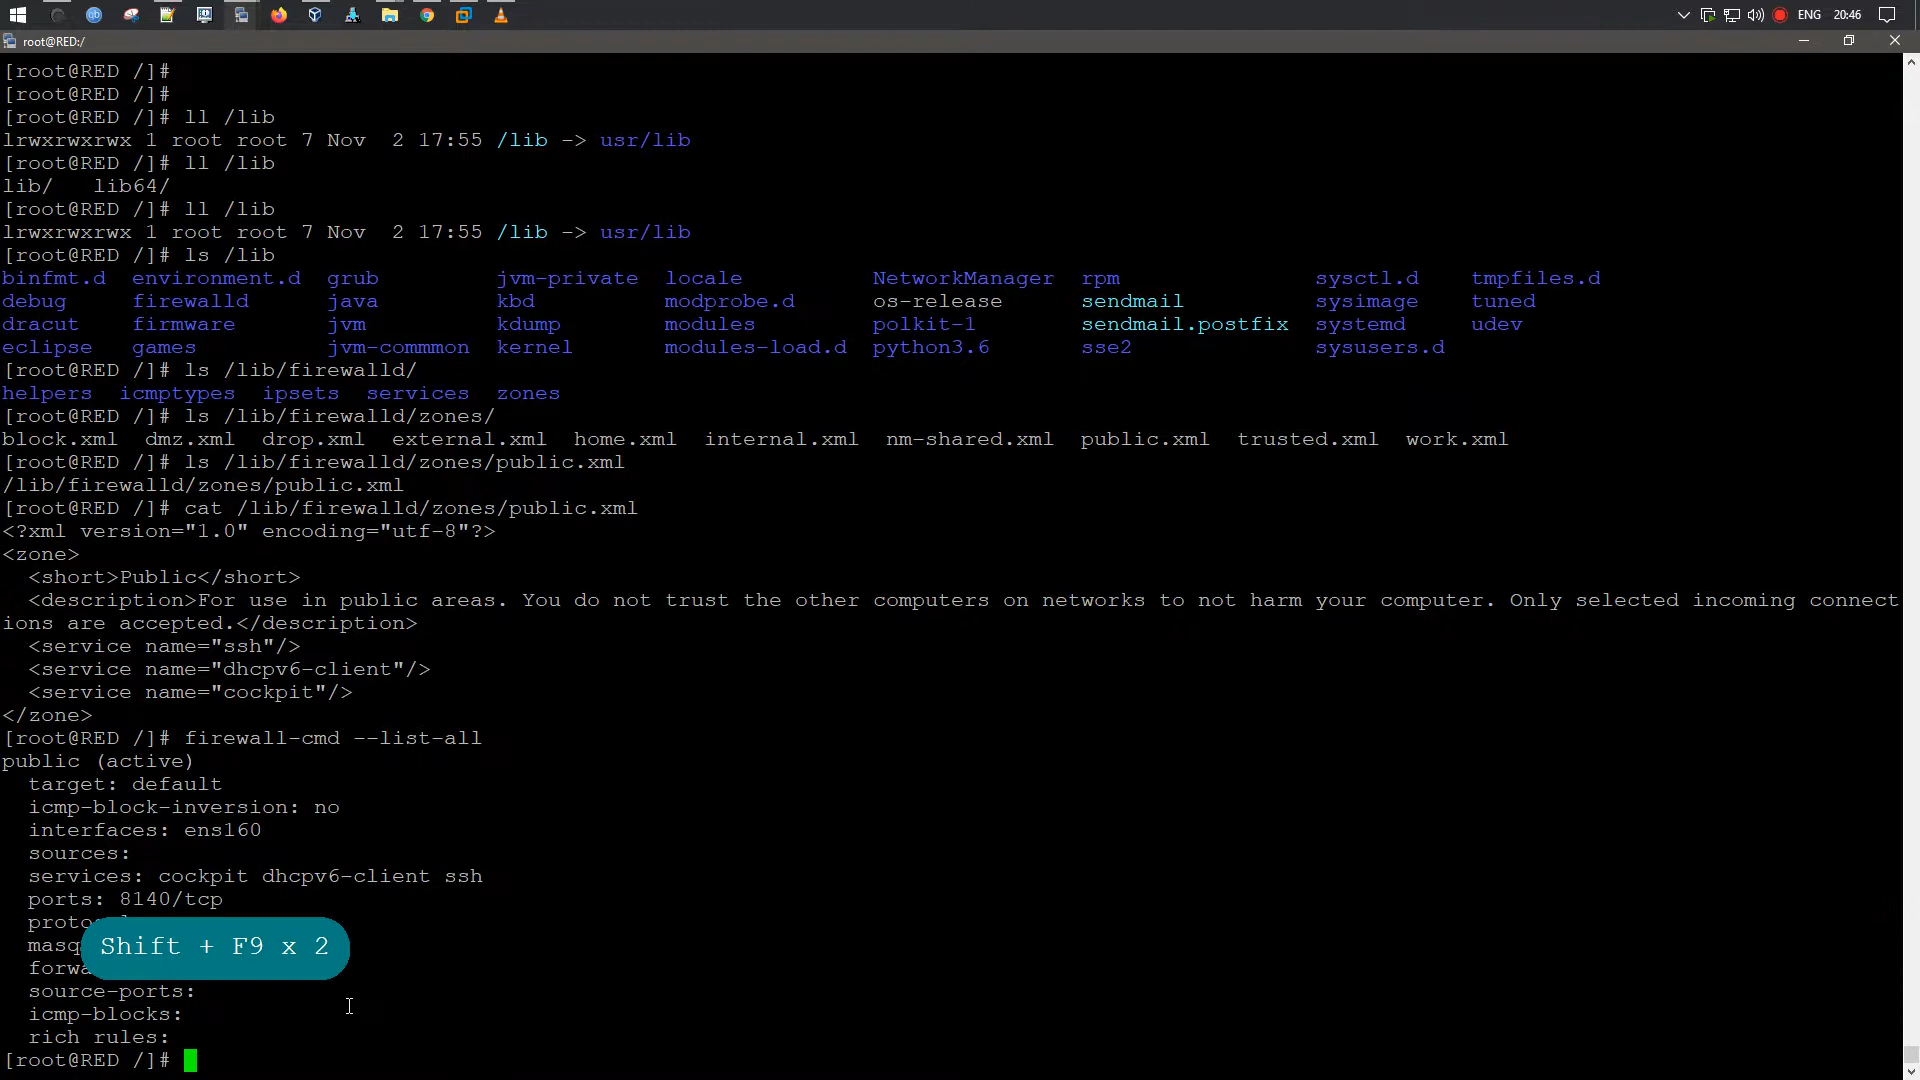 ENG 20:46
root@RED:/
[root@RED /]#
[root@RED /]#
[root@RED /]# ll /lib
lrwxrwxrwx 1 root root 7 Nov  2 17:55 /lib -> usr/lib
[root@RED /]# ll /lib
lib/   lib64/
[root@RED /]# ll /lib
lrwxrwxrwx 1 root root 7 Nov  2 17:55 /lib -> usr/lib
[root@RED /]# ls /lib
binfmt.d  environment.d  grub  jvm-private  locale  NetworkManager  rpm  sysctl.d  tmpfiles.d
debug  firewalld  java  kbd  modprobe.d  os-release  sendmail  sysimage  tuned
dracut  firmware  jvm  kdump  modules  polkit-1  sendmail.postfix  systemd  udev
eclipse  games  jvm-commmon  kernel  modules-load.d  python3.6  sse2  sysusers.d
[root@RED /]# ls /lib/firewalld/
helpers  icmptypes  ipsets  services  zones
[root@RED /]# ls /lib/firewalld/zones/
block.xml  dmz.xml  drop.xml  external.xml  home.xml  internal.xml  nm-shared.xml  public.xml  trusted.xml  work.xml
[root@RED /]# ls /lib/firewalld/zones/public.xml
/lib/firewalld/zones/public.xml
[root@RED /]# cat /lib/firewalld/zones/public.xml
<?xml version="1.0" encoding="utf-8"?>
<zone>
  <short>Public</short>
  <description>For use in public areas. You do not trust the other computers on networks to not harm your computer. Only selected incoming connect
ions are accepted.</description>
  <service name="ssh"/>
  <service name="dhcpv6-client"/>
  <service name="cockpit"/>
</zone>
[root@RED /]# firewall-cmd --list-all
public (active)
  target: default
  icmp-block-inversion: no
  interfaces: ens160
  sources:
  services: cockpit dhcpv6-client ssh
  ports: 8140/tcp
  proto
  masq
Shift + F9 x 2
  forwa
  source-ports:
  icmp-blocks:
  rich rules:
[root@RED /]#